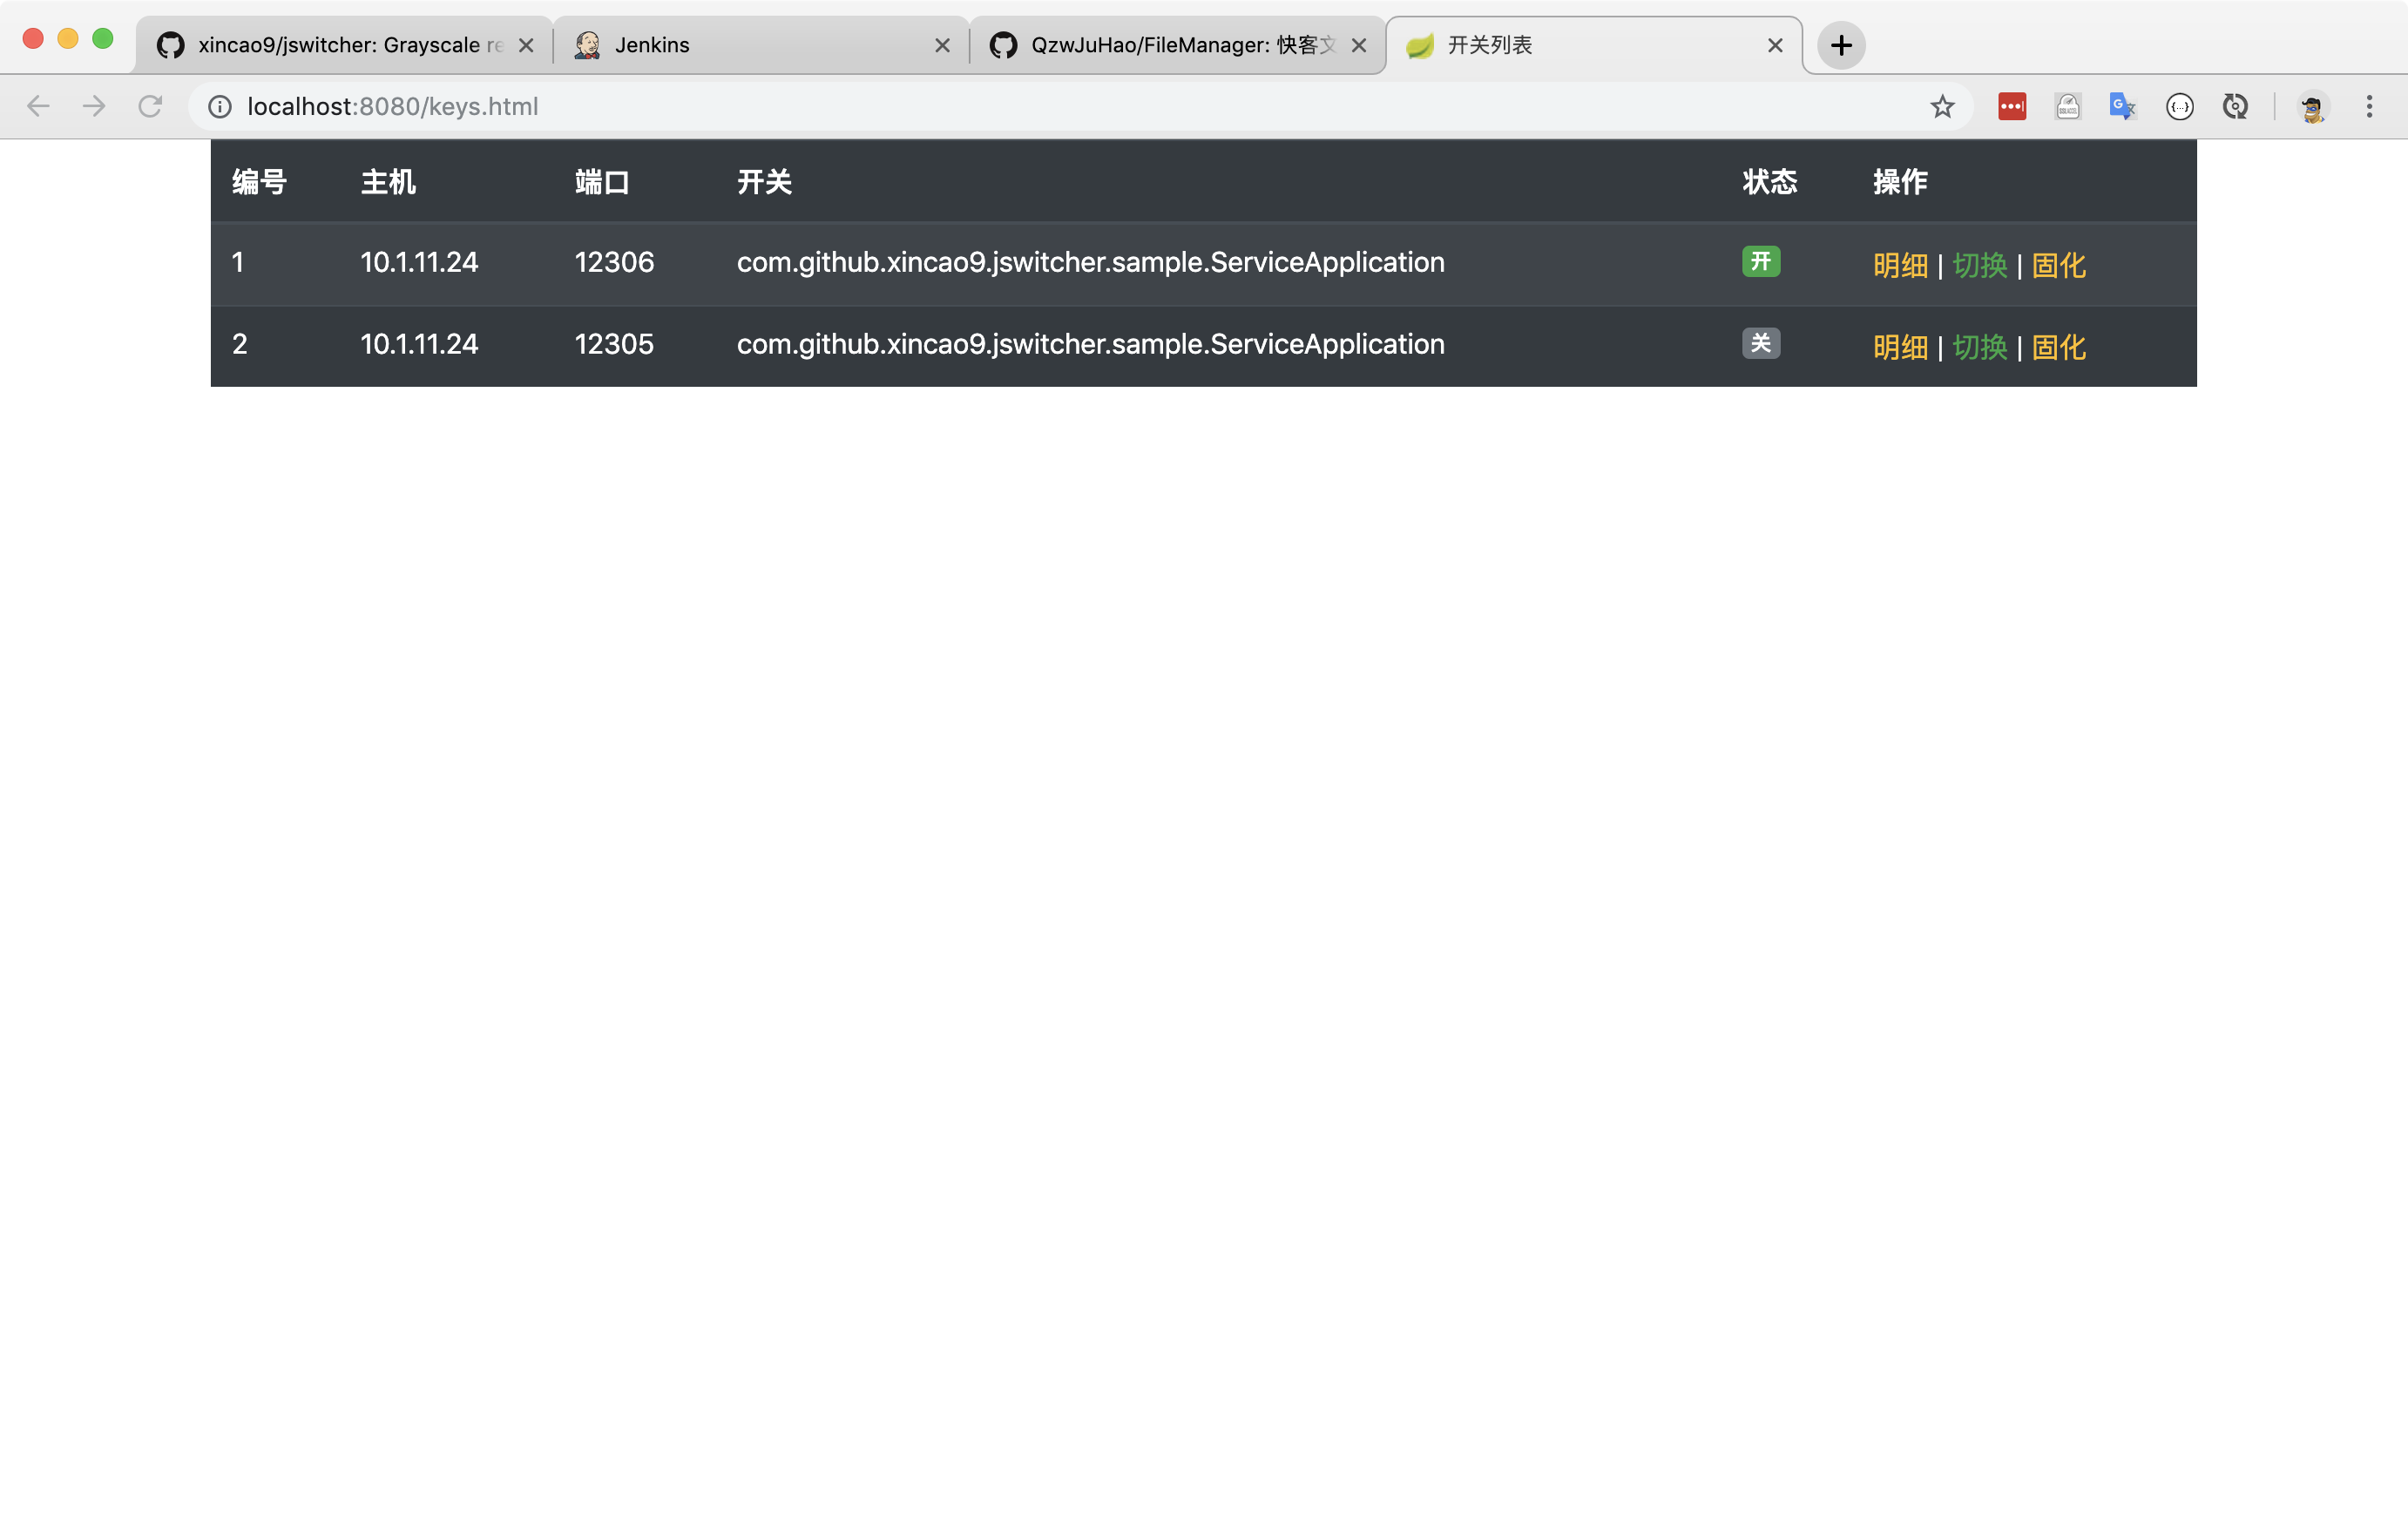 xincao9/jswitcher: Grayscale re
Jenkins
QzwJuHao/FileManager: 快客文
开关列表
localhost:8080/keys.html
编号 主机 端口 开关 状态 操作
1 10.1.11.24 12306 com.github.xincao9.jswitcher.sample.ServiceApplication 开 明细 | 切换 | 固化
2 10.1.11.24 12305 com.github.xincao9.jswitcher.sample.ServiceApplication 关 明细 | 切换 | 固化